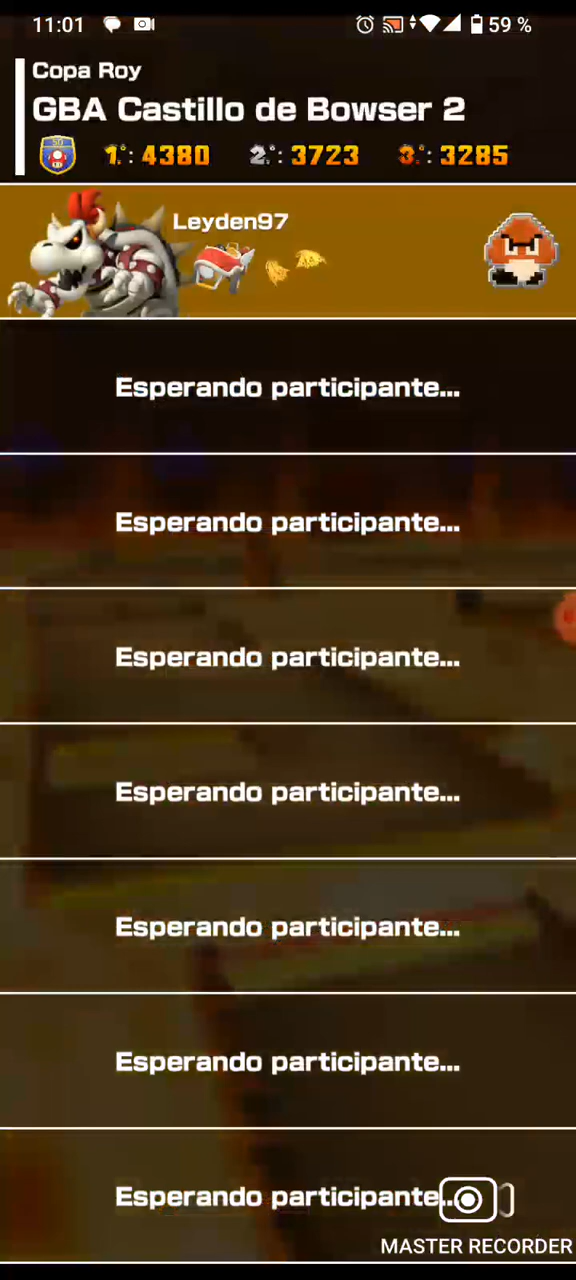 11:01
59 %
Copa Roy
GBA Castillo de Bowser 2
1.º: 4380 2.º: 3723 3.º: 3285
Leyden97
Esperando participante...
Esperando participante...
Esperando participante...
Esperando participante...
Esperando participante...
Esperando participante...
Esperando participante...
MASTER RECORDER